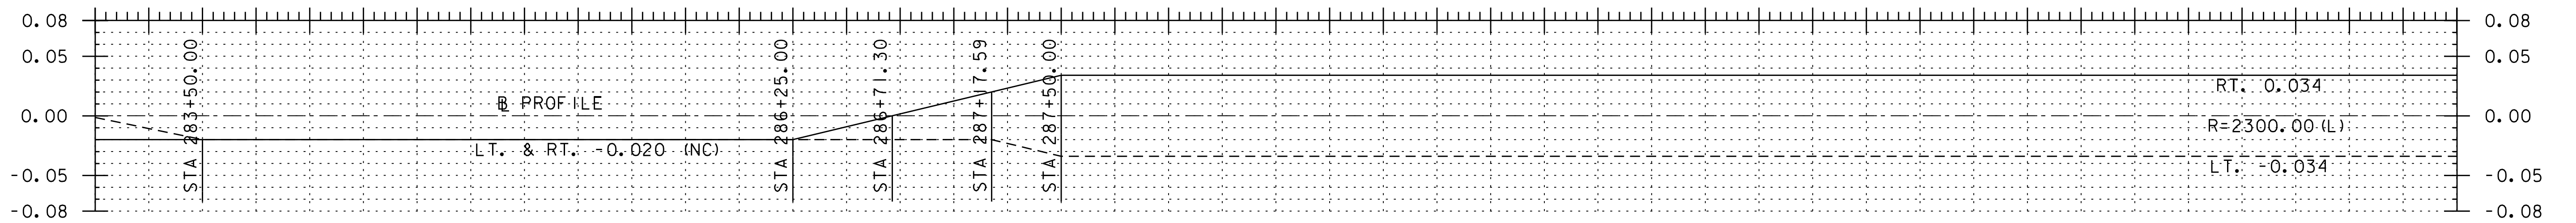 0.08
0.05
0.00
-0.05
-0.08
STA 283+50.00
BL PROFILE
LT. & RT. -0.020 (NC)
STA 286+25.00
STA 286+71.30
STA 287+17.59
STA 287+50.00
RT. 0.034
R=2300.00(L)
LT. -0.034
0.08
0.05
0.00
-0.05
-0.08